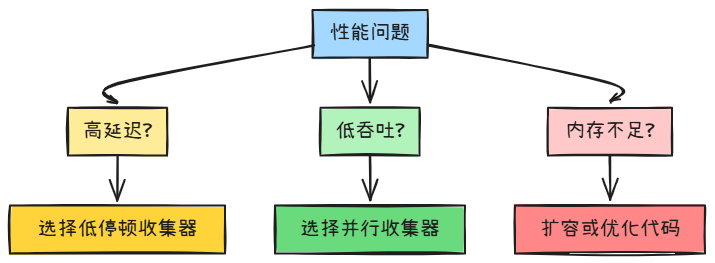 性能问题
高延迟?
低吞吐?
内存不足?
选择低停顿收集器
选择并行收集器
扩容或优化代码